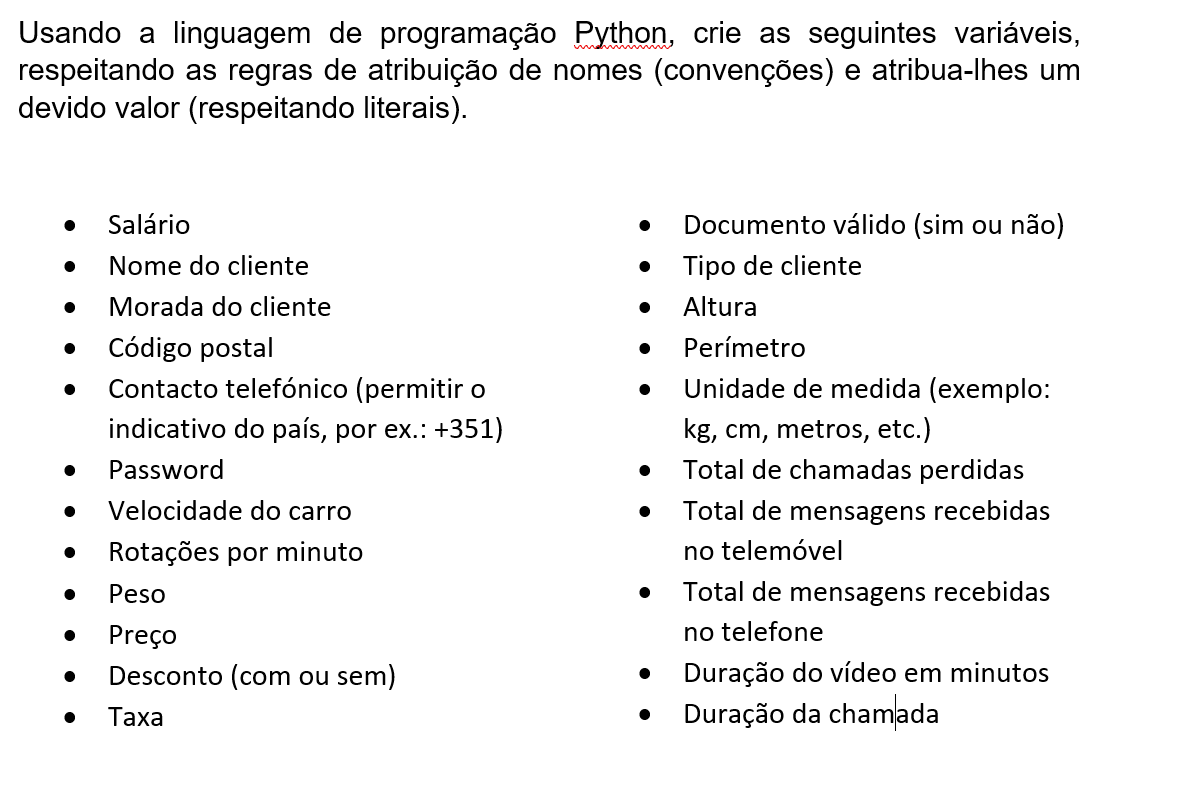 Usando a linguagem de programação Python, crie as seguintes variáveis,
respeitando as regras de atribuição de nomes (convenções) e atribua-lhes um
devido valor (respeitando literais).
• Salário
• Nome do cliente
• Morada do cliente
• Código postal
• Contacto telefónico (permitir o
indicativo do país, por ex.: +351)
• Password
• Velocidade do carro
• Rotações por minuto
• Peso
• Preço
• Desconto (com ou sem)
• Taxa
• Documento válido (sim ou não)
• Tipo de cliente
• Altura
• Perímetro
• Unidade de medida (exemplo:
kg, cm, metros, etc.)
• Total de chamadas perdidas
• Total de mensagens recebidas
no telemóvel
• Total de mensagens recebidas
no telefone
• Duração do vídeo em minutos
• Duração da chamada